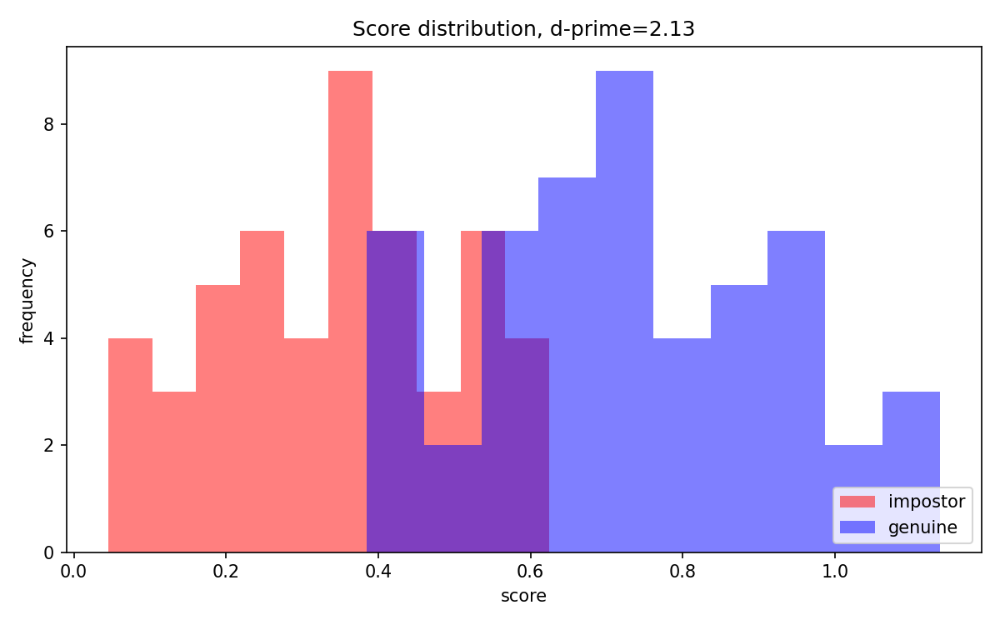 Score distribution, d-prime=2.13
frequency
8
6
4
2
0
0.0 0.2 0.4 0.6 0.8 1.0
score
impostor
genuine